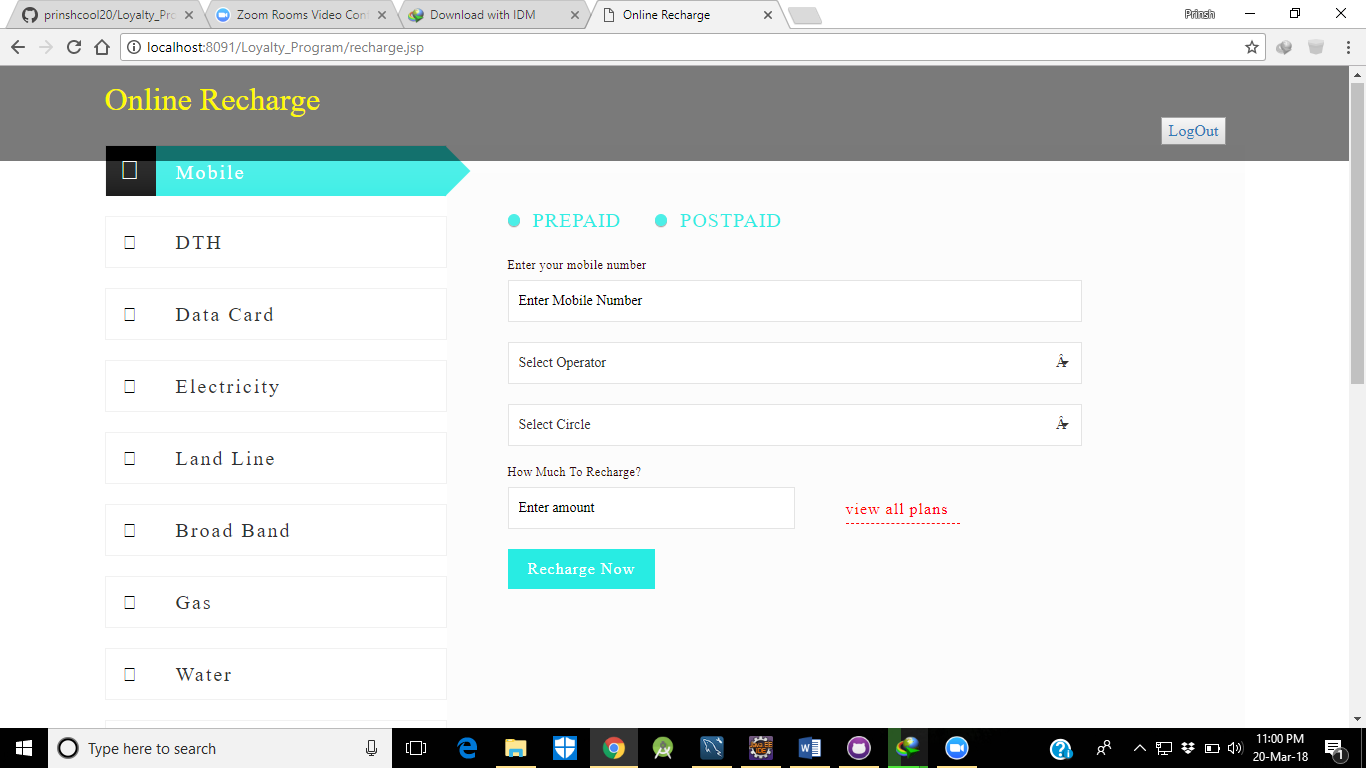 prinshcool20/Loyalty_Pro
Zoom Rooms Video Conf
Download with IDM
Online Recharge
Prinsh
localhost:8091/Loyalty_Program/recharge.jsp
Online Recharge
LogOut
Mobile
DTH
Data Card
Electricity
Land Line
Broad Band
Gas
Water
PREPAID
POSTPAID
Enter your mobile number
Enter Mobile Number
Select Operator
Â
Select Circle
Â
How Much To Recharge?
Enter amount
view all plans
Recharge Now
Type here to search
11:00 PM
20-Mar-18
1